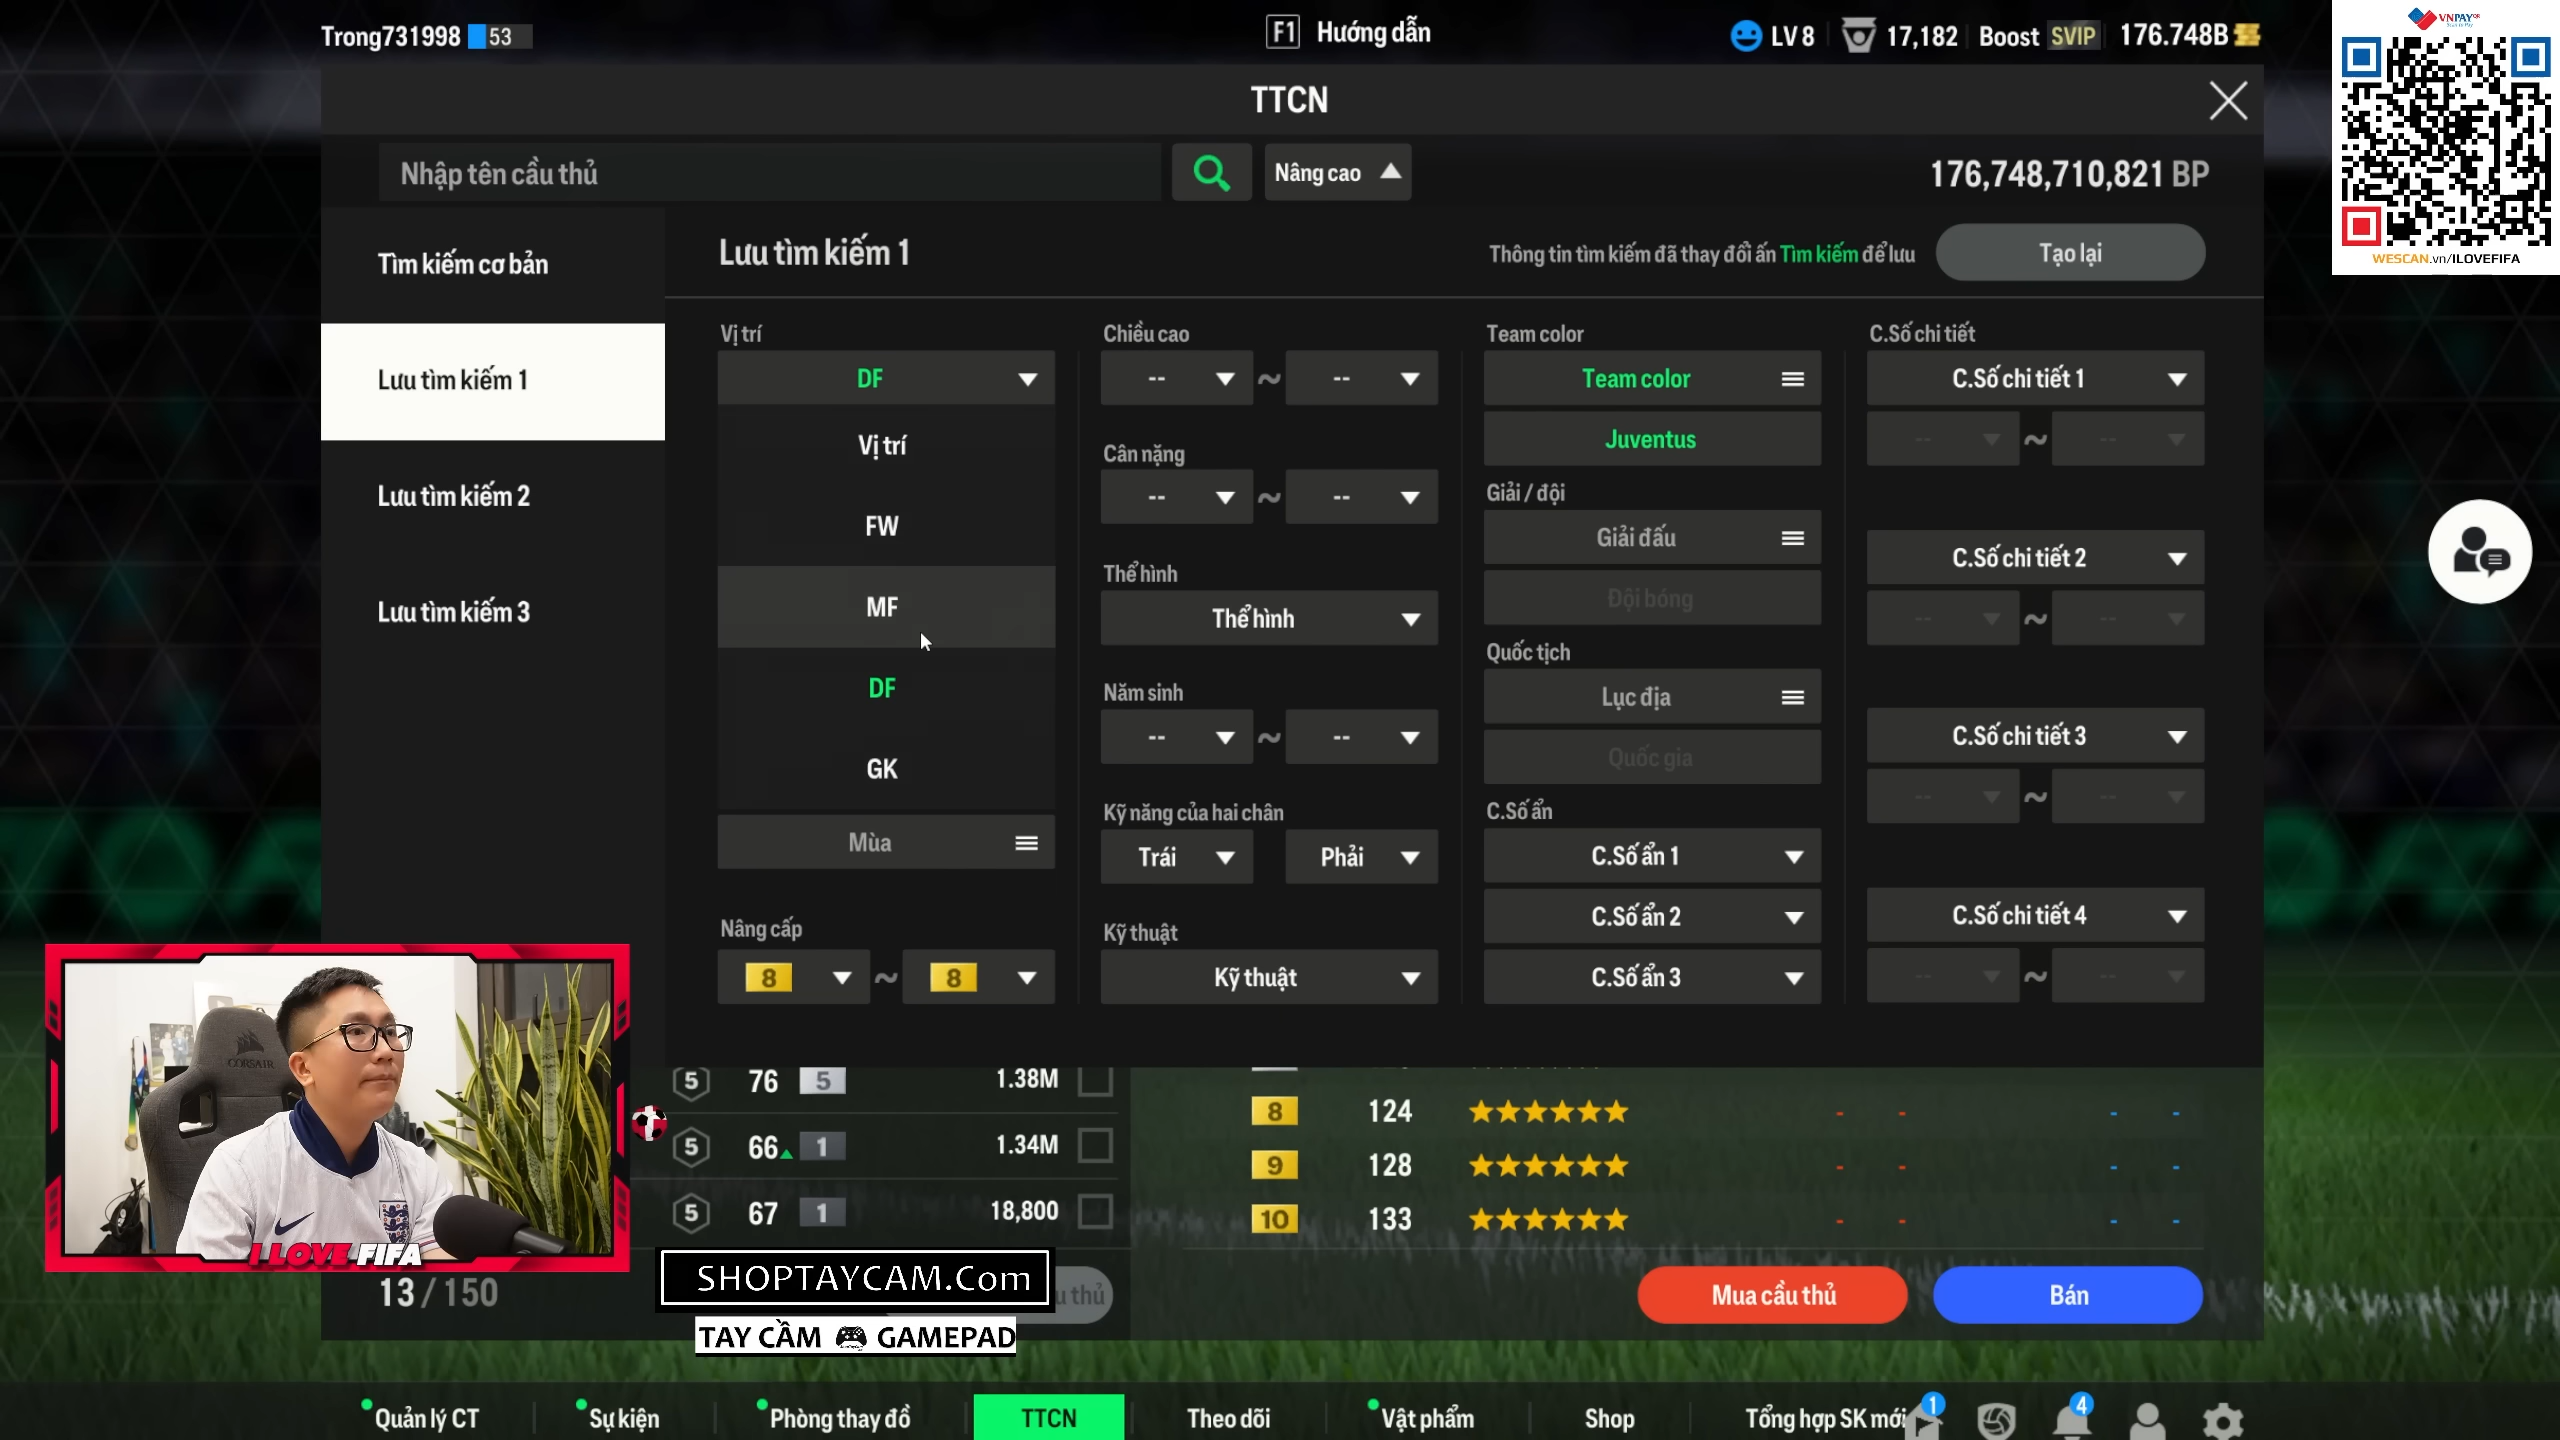 Trong731998 53
F1 Hướng dẫn
LV 8 17,182 Boost SVIP 176.748B
VNPAY
WESCAN.vn/ILOVEFIFA
TTCN
Nhập tên cầu thủ
Nâng cao
176,748,710,821 BP
Tìm kiếm cơ bản
Lưu tìm kiếm 1
Lưu tìm kiếm 2
Lưu tìm kiếm 3
Lưu tìm kiếm 1
Thông tin tìm kiếm đã thay đổi ấn Tìm kiếm để lưu
Tạo lại
Vị trí
DF
Vị trí
FW
MF
DF
GK
Mùa
Nâng cấp
8 ~ 8
Chiều cao
-- ~ --
Cân nặng
-- ~ --
Thể hình
Thể hình
Năm sinh
-- ~ --
Kỹ năng của hai chân
Trái Phải
Kỹ thuật
Kỹ thuật
Team color
Team color
Juventus
Giải / đội
Giải đấu
Đội bóng
Quốc tịch
Lục địa
Quốc gia
C.Số ẩn
C.Số ẩn 1
C.Số ẩn 2
C.Số ẩn 3
C.Số chi tiết
C.Số chi tiết 1
-- ~ --
C.Số chi tiết 2
-- ~ --
C.Số chi tiết 3
-- ~ --
C.Số chi tiết 4
-- ~ --
5 76 5 1.38M
5 66 1 1.34M
5 67 1 18,800
8 124 - - - -
9 128 - - - -
10 133 - - - -
CORSAIR
I LOVE FIFA
13 / 150
SHOPTAYCAM.Com
thủ
TAY CẦM GAMEPAD
Mua cầu thủ
Bán
Quản lý CT
Sự kiện
Phòng thay đồ
TTCN
Theo dõi
Vật phẩm
Shop
Tổng hợp SK mới
1
4